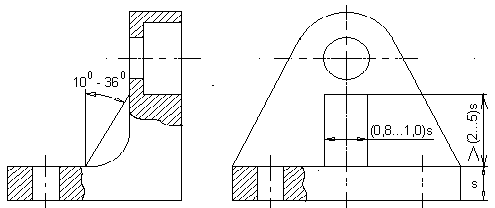 10⁰ - 36⁰
(0,8...1,0)s
>(2...5)s
s